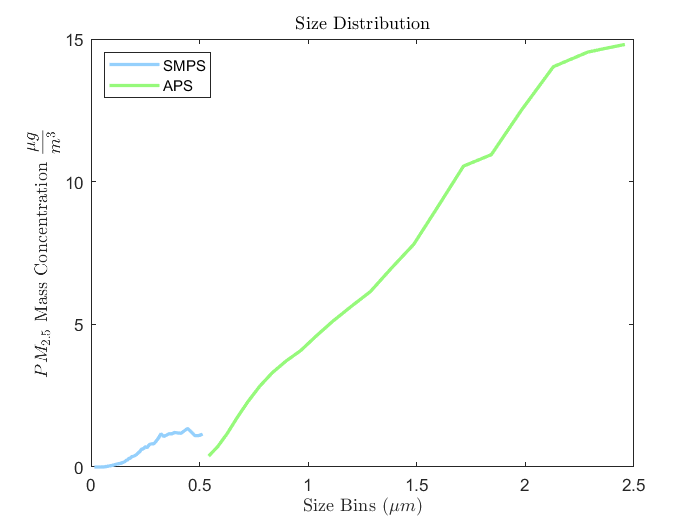 Size Distribution
SMPS
APS
PM₂.₅ Mass Concentration μg/m³
15
10
5
0
0 0.5 1 1.5 2 2.5
Size Bins (μm)